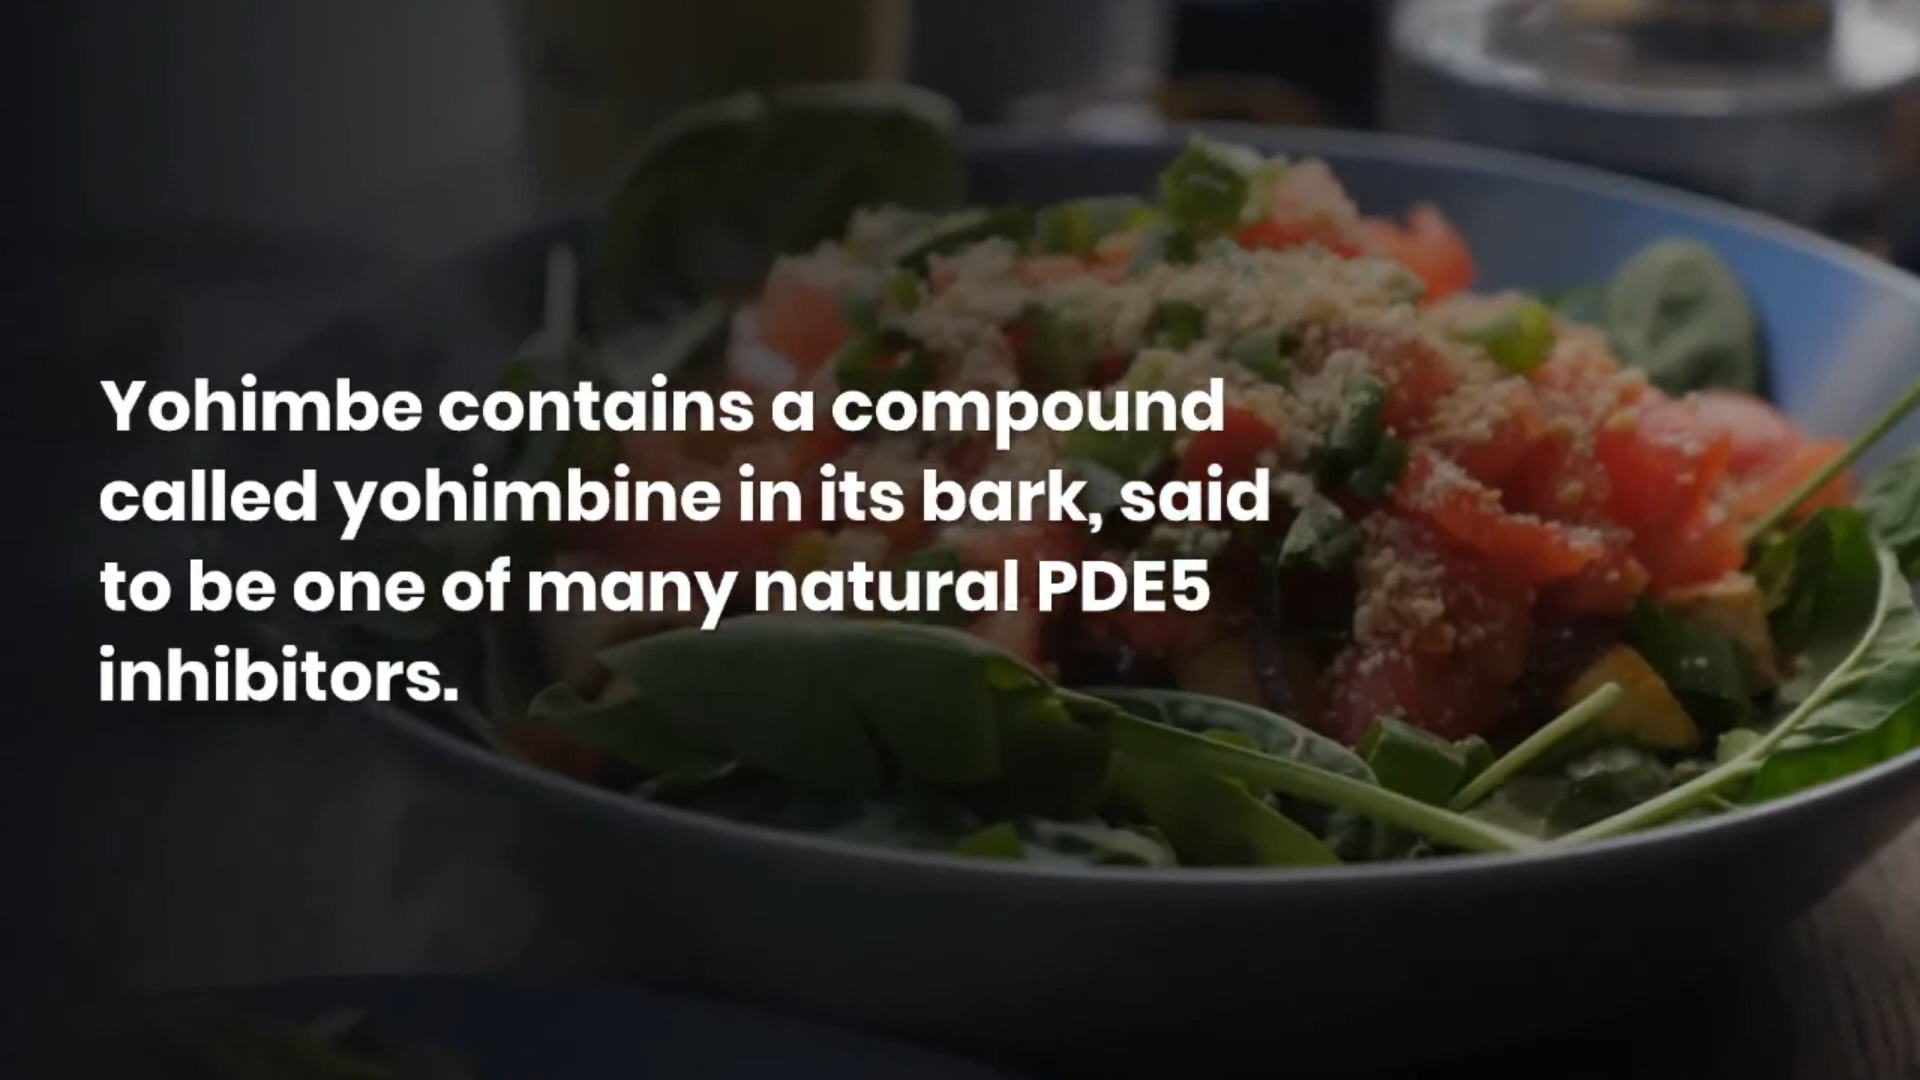 Yohimbe contains a compound
called yohimbine in its bark, said
to be one of many natural PDE5
inhibitors.